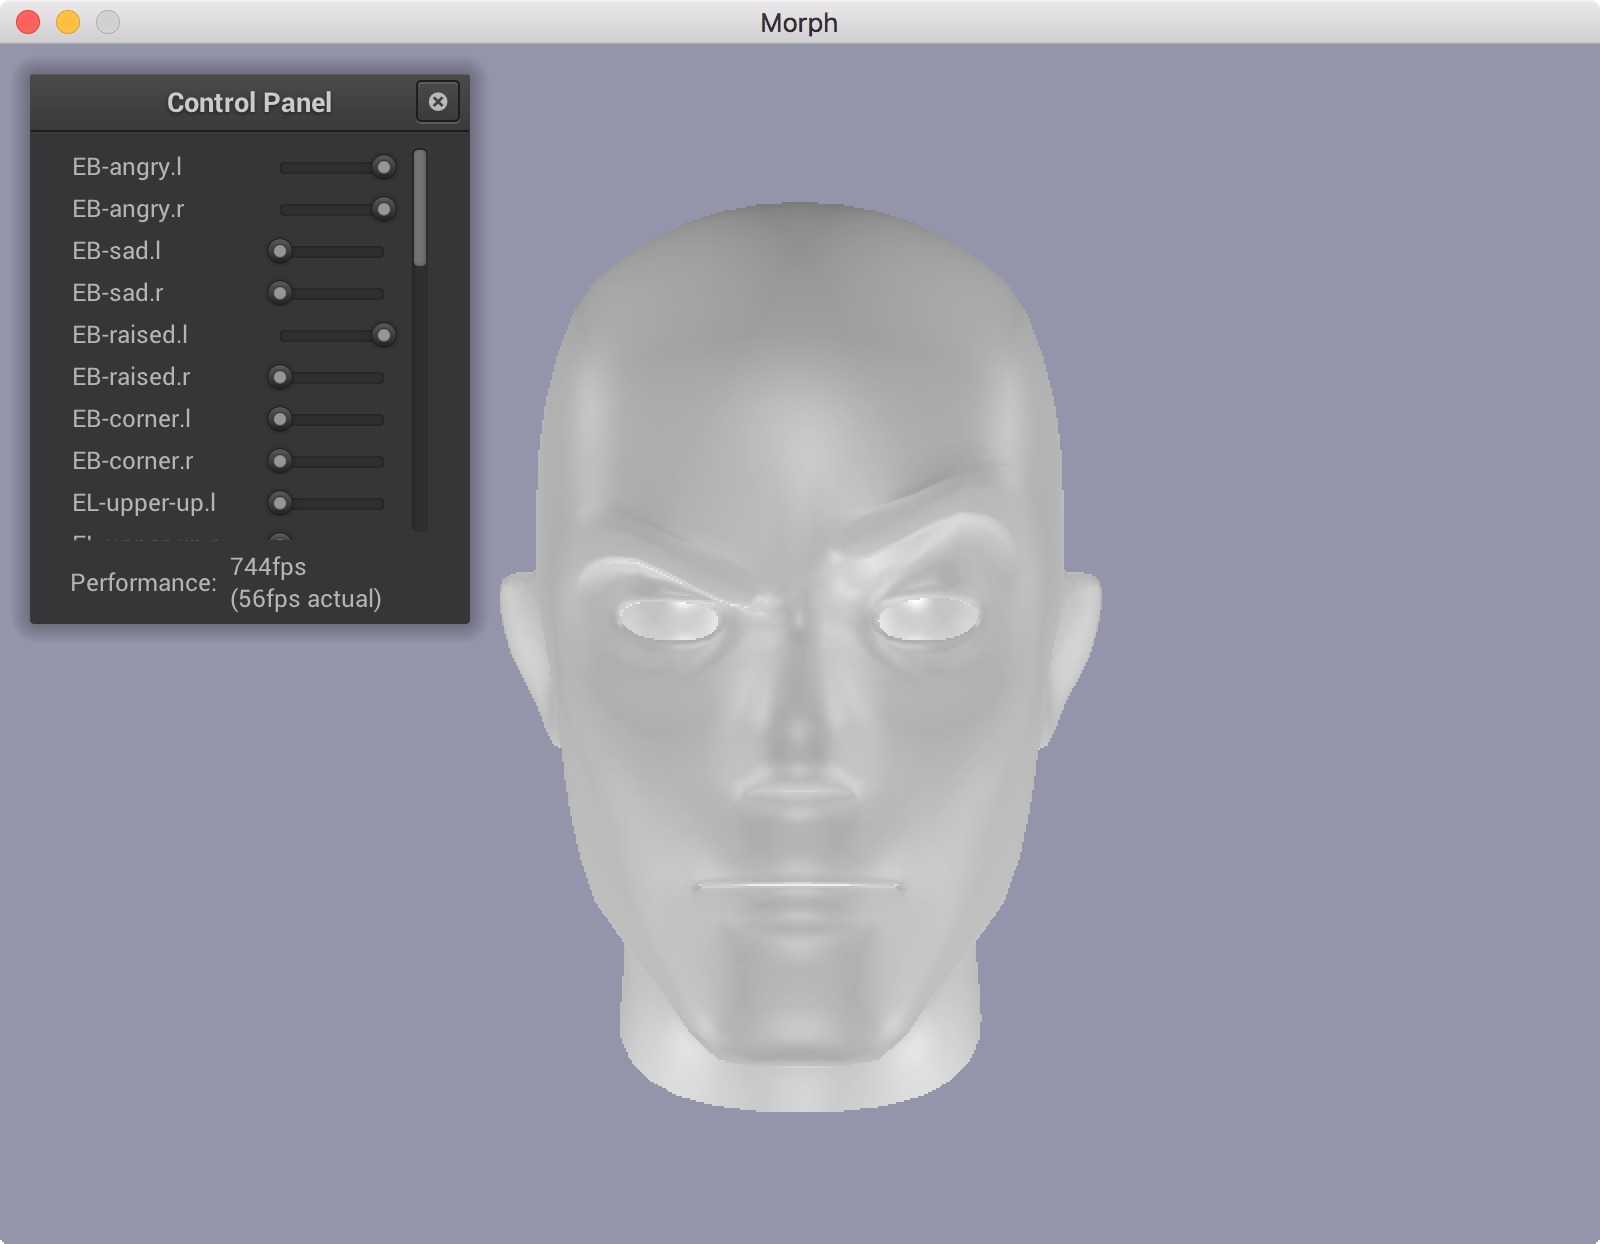 Morph
Control Panel
EB-angry.l
EB-angry.r
EB-sad.l
EB-sad.r
EB-raised.l
EB-raised.r
EB-corner.l
EB-corner.r
EL-upper-up.l
Performance:
744fps
(56fps actual)